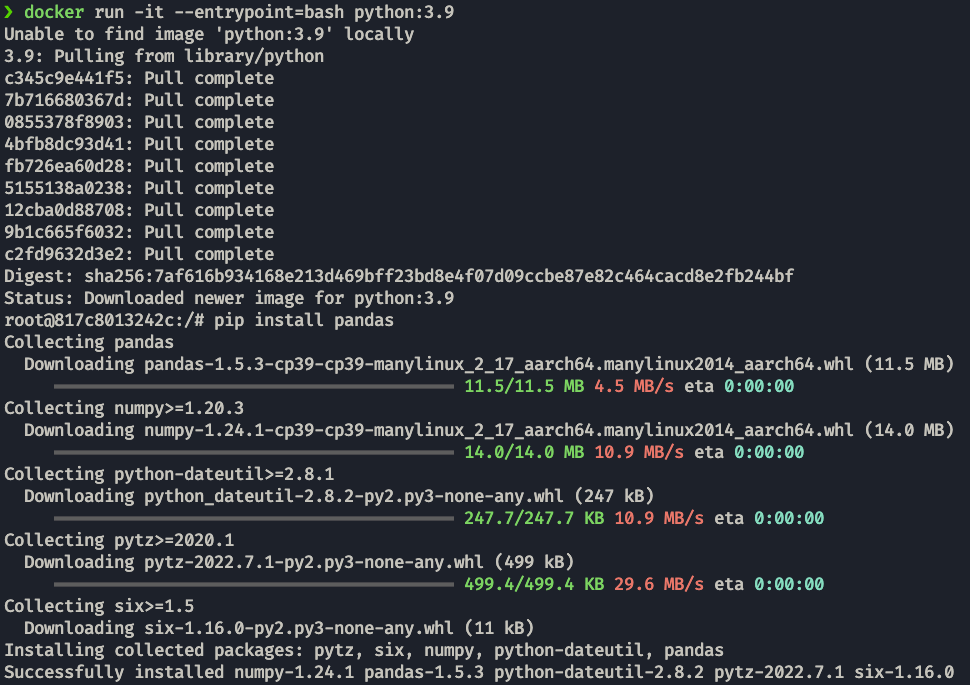 ❯ docker run -it --entrypoint=bash python:3.9
Unable to find image 'python:3.9' locally
3.9: Pulling from library/python
c345c9e441f5: Pull complete
7b716680367d: Pull complete
0855378f8903: Pull complete
4bfb8dc93d41: Pull complete
fb726ea60d28: Pull complete
5155138a0238: Pull complete
12cba0d88708: Pull complete
9b1c665f6032: Pull complete
c2fd9632d3e2: Pull complete
Digest: sha256:7af616b934168e213d469bff23bd8e4f07d09ccbe87e82c464cacd8e2fb244bf
Status: Downloaded newer image for python:3.9
root@817c8013242c:/# pip install pandas
Collecting pandas
  Downloading pandas-1.5.3-cp39-cp39-manylinux_2_17_aarch64.manylinux2014_aarch64.whl (11.5 MB)
11.5/11.5 MB 4.5 MB/s eta 0:00:00
Collecting numpy>=1.20.3
  Downloading numpy-1.24.1-cp39-cp39-manylinux_2_17_aarch64.manylinux2014_aarch64.whl (14.0 MB)
14.0/14.0 MB 10.9 MB/s eta 0:00:00
Collecting python-dateutil>=2.8.1
  Downloading python_dateutil-2.8.2-py2.py3-none-any.whl (247 kB)
247.7/247.7 KB 10.9 MB/s eta 0:00:00
Collecting pytz>=2020.1
  Downloading pytz-2022.7.1-py2.py3-none-any.whl (499 kB)
499.4/499.4 KB 29.6 MB/s eta 0:00:00
Collecting six>=1.5
  Downloading six-1.16.0-py2.py3-none-any.whl (11 kB)
Installing collected packages: pytz, six, numpy, python-dateutil, pandas
Successfully installed numpy-1.24.1 pandas-1.5.3 python-dateutil-2.8.2 pytz-2022.7.1 six-1.16.0